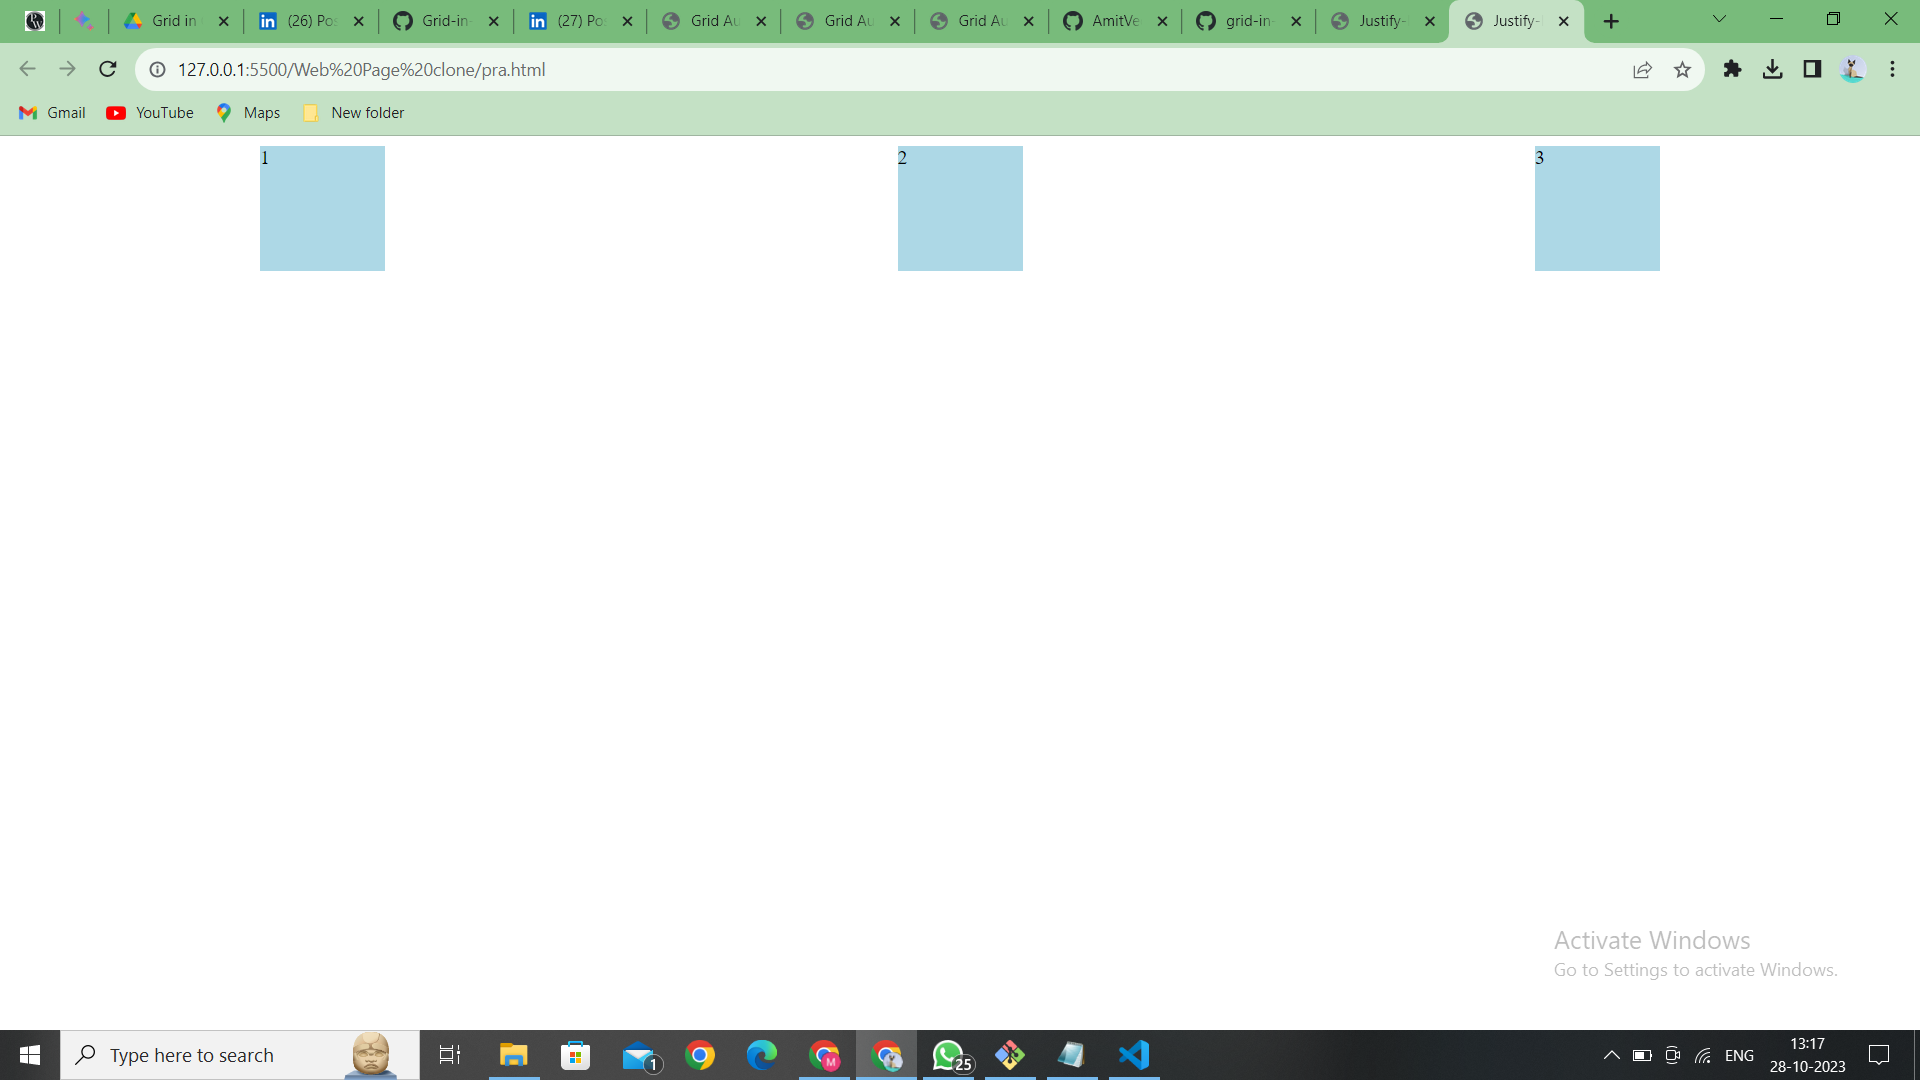 Grid in
(26) Pos
Grid-in-
(27) Pos
Grid Au
Grid Au
Grid Au
AmitVe
grid-in-
Justify-
Justify-
127.0.0.1:5500/Web%20Page%20clone/pra.html
Gmail YouTube Maps New folder
1 2 3
Activate Windows
Go to Settings to activate Windows.
Type here to search
1
M
25
ENG
13:17
28-10-2023